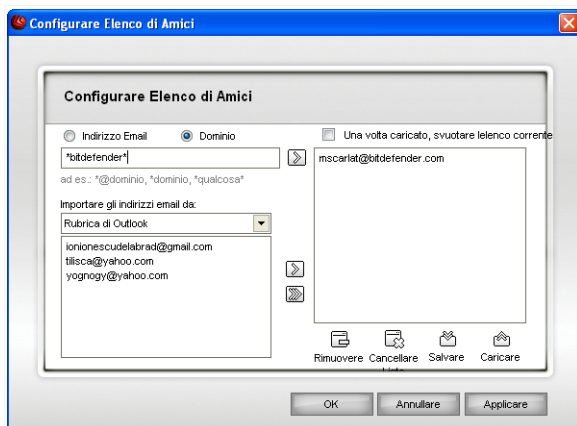 Configurare Elenco di Amici
Configurare Elenco di Amici
Indirizzo Email
Dominio
Una volta caricato, svuotare lelenco corrente
*bitdefender*
mscarlat@bitdefender.com
ad es.: *@dominio, *dominio, *qualcosa*
Importare gli indirizzi email da:
Rubrica di Outlook
ionionescudelabrad@gmail.com
tilisca@yahoo.com
yognogy@yahoo.com
Rimuovere
Cancellare
Salvare
Caricare
OK
Annullare
Applicare